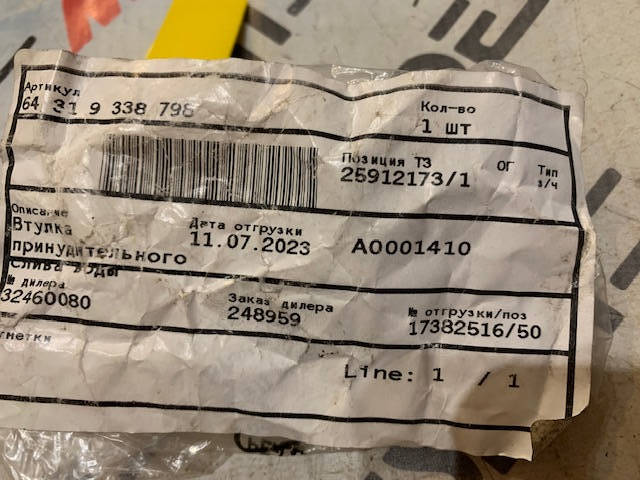 Артикул
64 31 9 338 798
Кол-во
1 шт
Позиция ТЗ
25912173/1
ОГ
Тип
з/ч
Описание
Втулка
принудительного
слива воды
Дата отгрузки
11.07.2023
A0001410
№ дилера
32460080
Заказ дилера
248959
№ отгрузки/поз
17382516/50
Line: 1 / 1